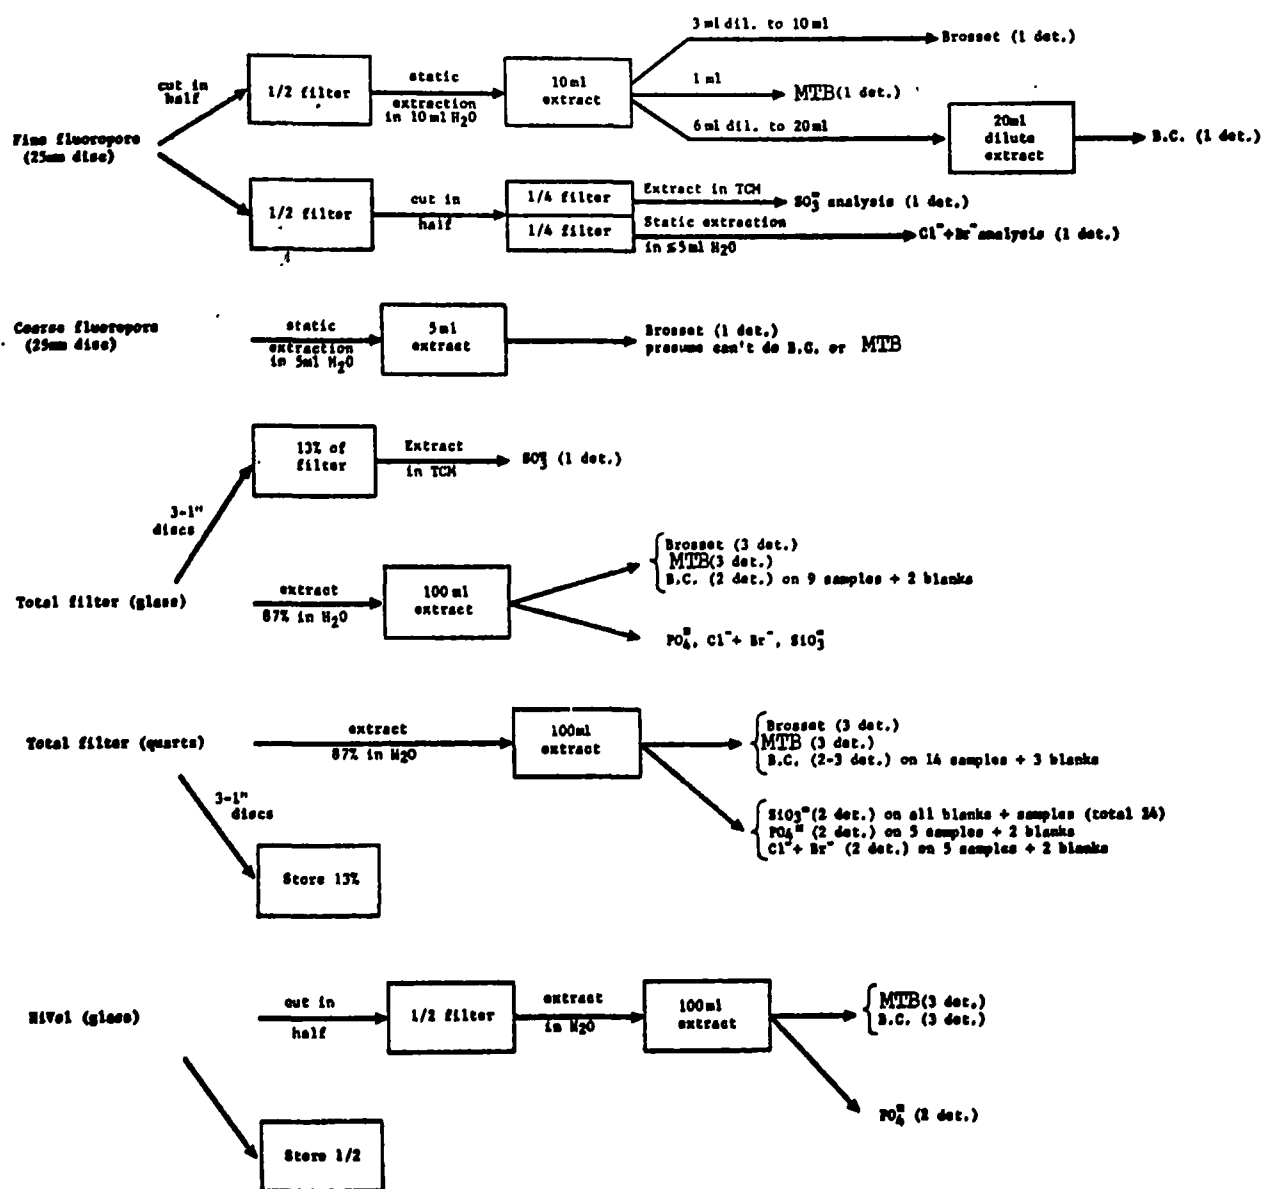 3 ml dil. to 10 ml
Brosset (1 det.)
cut in
half
1/2 filter
static
extraction
in 10 ml H2O
10 ml
extract
1 ml
MTB (1 det.)
6 ml dil. to 20 ml
20ml
dilute
extract
B.C. (1 det.)
Fine fluoropore
(25mm disc)
1/2 filter
cut in
half
1/4 filter
1/4 filter
Extract in TCM
SO3= analysis (1 det.)
Static extraction
in ≤5 ml H2O
Cl- + Br- analysis (1 det.)
Coarse fluoropore
(25mm disc)
static
extraction
in 5ml H2O
5 ml
extract
Brosset (1 det.)
presume can't do B.C. or MTB
13% of
filter
Extract
in TCM
SO3= (1 det.)
3-1"
discs
Total filter (glass)
extract
87% in H2O
100 ml
extract
Brosset (3 det.)
MTB (3 det.)
B.C. (2 det.) on 9 samples + 2 blanks
PO4≡, Cl- + Br-, SiO3=
Total filter (quartz)
extract
87% in H2O
100ml
extract
Brosset (3 det.)
MTB (3 det.)
B.C. (2-3 det.) on 14 samples + 3 blanks
3-1"
discs
SiO3= (2 det.) on all blanks + samples (total 24)
PO4≡ (2 det.) on 5 samples + 2 blanks
Cl- + Br- (2 det.) on 5 samples + 2 blanks
Store 13%
HiVol (glass)
cut in
half
1/2 filter
extract
in H2O
100ml
extract
MTB (3 det.)
B.C. (3 det.)
PO4≡ (2 det.)
Store 1/2